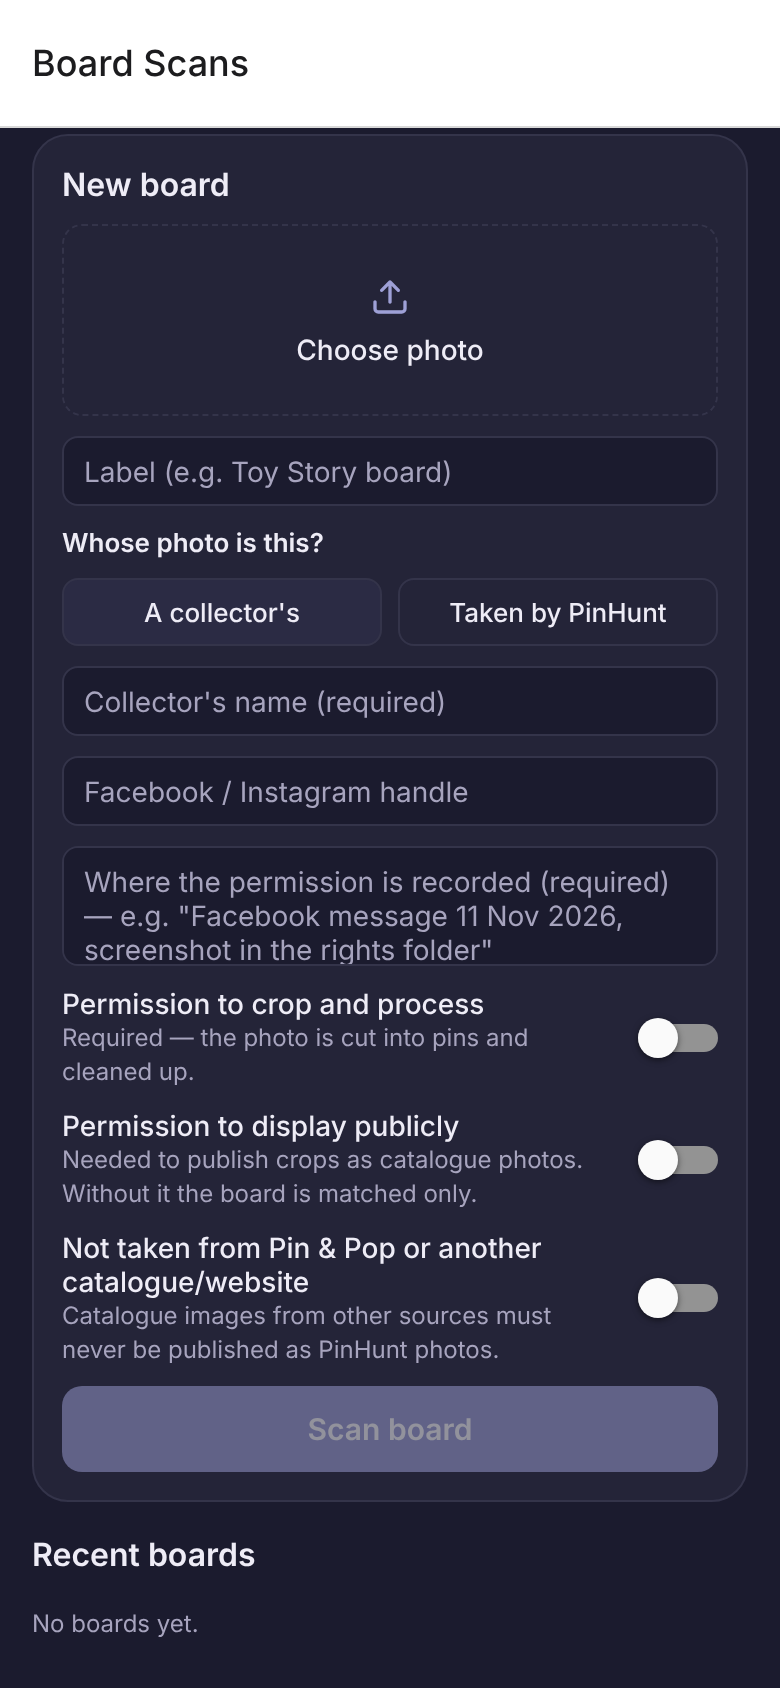 Board Scans
New board
Choose photo
Label (e.g. Toy Story board)
Whose photo is this?
A collector's
Taken by PinHunt
Collector's name (required)
Facebook / Instagram handle
Where the permission is recorded (required)
— e.g. "Facebook message 11 Nov 2026,
screenshot in the rights folder"
Permission to crop and process
Required — the photo is cut into pins and
cleaned up.
Permission to display publicly
Needed to publish crops as catalogue photos.
Without it the board is matched only.
Not taken from Pin & Pop or another
catalogue/website
Catalogue images from other sources must
never be published as PinHunt photos.
Scan board
Recent boards
No boards yet.